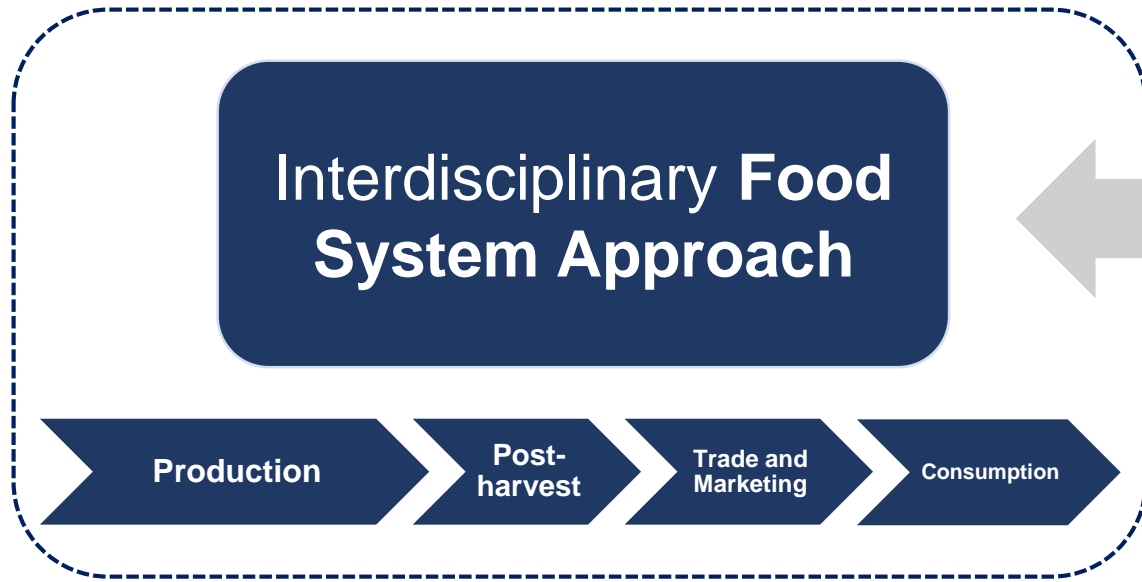 Interdisciplinary Food
System Approach
Production
Post-
harvest
Trade and
Marketing
Consumption